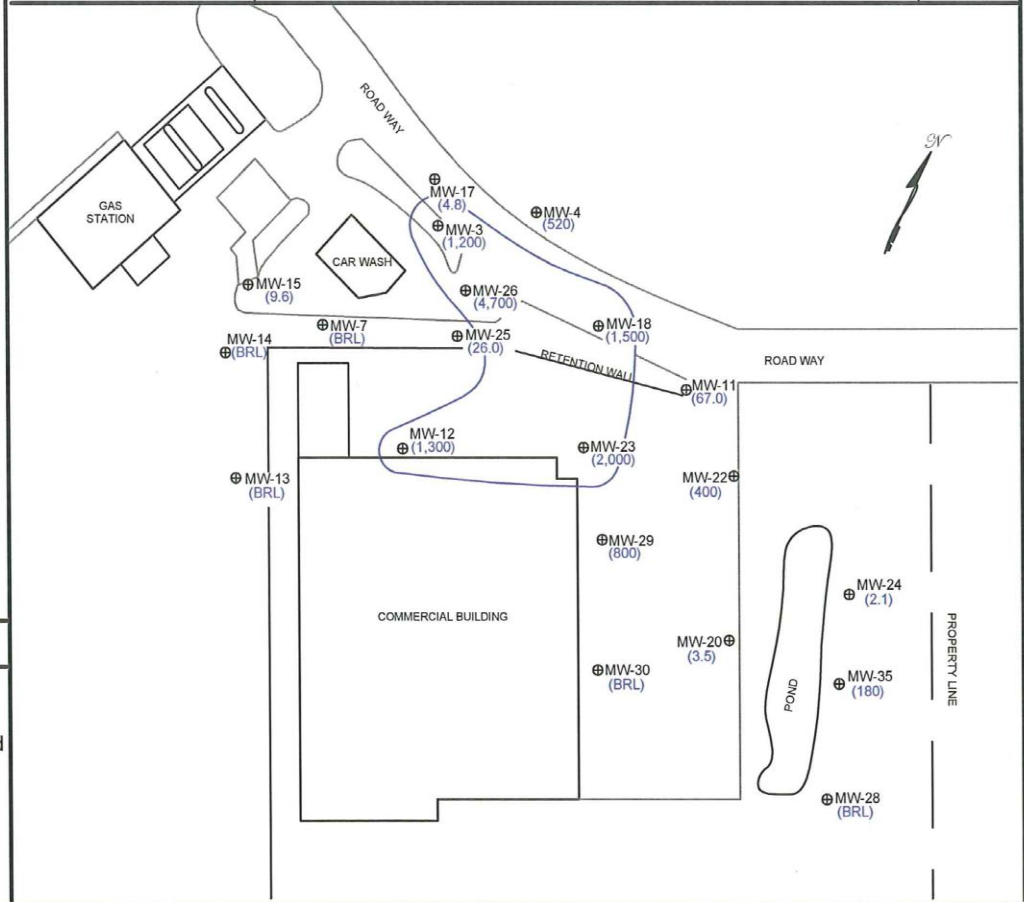 ROAD WAY
GAS
STATION
N
MW-17
(4.8)
MW-4
(520)
MW-3
(1,200)
CAR WASH
MW-15
(9.6)
MW-26
(4,700)
MW-7
(BRL)
MW-18
(1,500)
MW-14
(BRL)
MW-25
(26.0)
RETENTION WALL
ROAD WAY
MW-11
(67.0)
MW-12
(1,300)
MW-23
(2,000)
MW-13
(BRL)
MW-22
(400)
MW-29
(800)
MW-24
(2.1)
COMMERCIAL BUILDING
MW-20
(3.5)
PROPERTY LINE
MW-30
(BRL)
POND
MW-35
(180)
MW-28
(BRL)